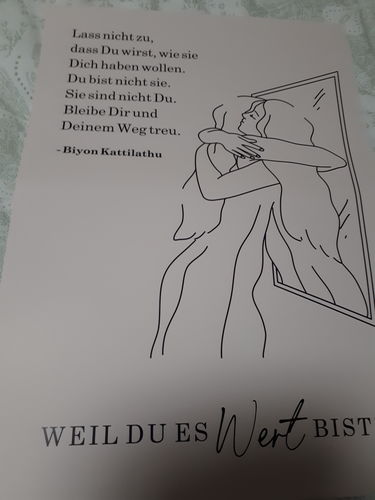 Lass nicht zu,
dass Du wirst, wie sie
Dich haben wollen.
Du bist nicht sie.
Sie sind nicht Du.
Bleibe Dir und
Deinem Weg treu.
- Biyon Kattilathu
WEIL DU ES Wert BIST